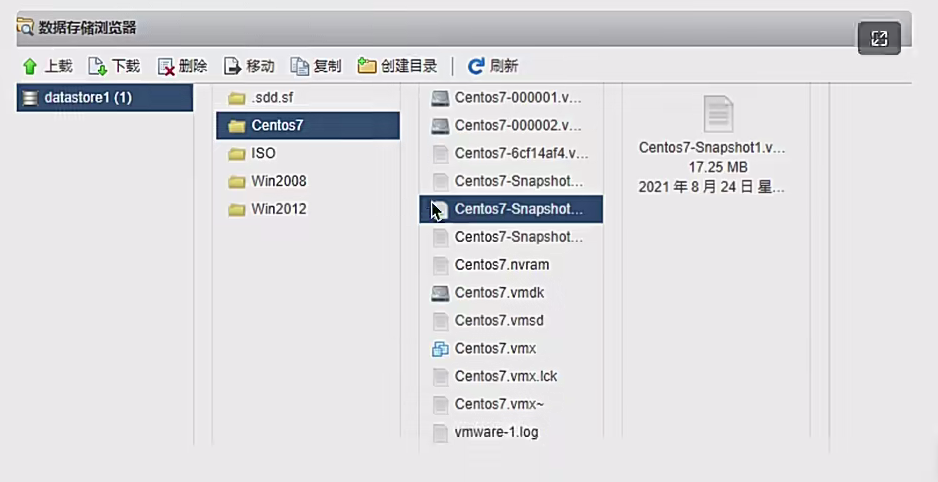 数据存储浏览器
上载 下载 删除 移动 复制 创建目录 刷新
datastore1 (1)
.sdd.sf
Centos7
ISO
Win2008
Win2012
Centos7-000001.v...
Centos7-000002.v...
Centos7-6cf14af4.v...
Centos7-Snapshot...
Centos7-Snapshot...
Centos7-Snapshot...
Centos7.nvram
Centos7.vmdk
Centos7.vmsd
Centos7.vmx
Centos7.vmx.lck
Centos7.vmx~
vmware-1.log
Centos7-Snapshot1.v...
17.25 MB
2021 年 8 月 24 日 星...